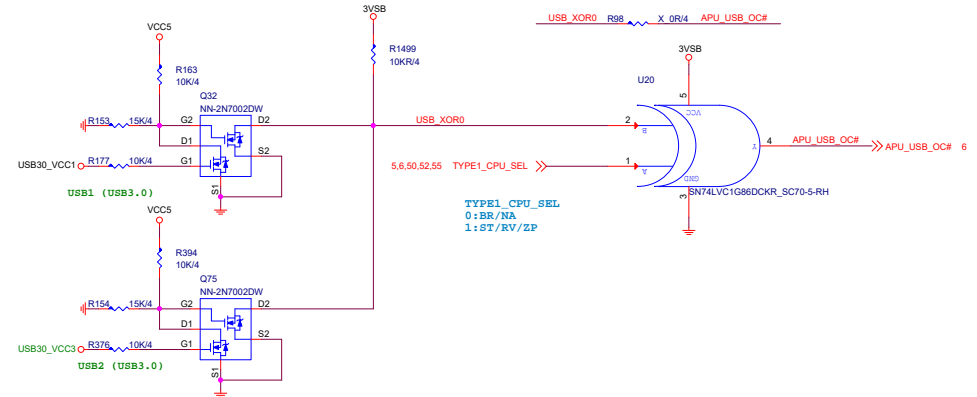 3VSB
USB_XOR0 R98 X_0R/4 APU_USB_OC#
VCC5
R1499
10KR/4
3VSB
R163
10K/4
U20
Q32
NN-2N7002DW
5
VCC
R153 15K/4 G2 D2
USB_XOR0 2 B
D1
4 Y APU_USB_OC# APU_USB_OC# 6
S2
USB30_VCC1 R177 10K/4 G1
5,6,50,52,55 TYPE1_CPU_SEL 1 A
S1
GND
3
SN74LVC1G86DCKR_SC70-5-RH
USB1 (USB3.0)
TYPE1_CPU_SEL
0:BR/NA
1:ST/RV/ZP
VCC5
R394
10K/4
Q75
NN-2N7002DW
R154 15K/4 G2 D2
D1
S2
USB30_VCC3 R376 10K/4 G1
USB2 (USB3.0)
S1